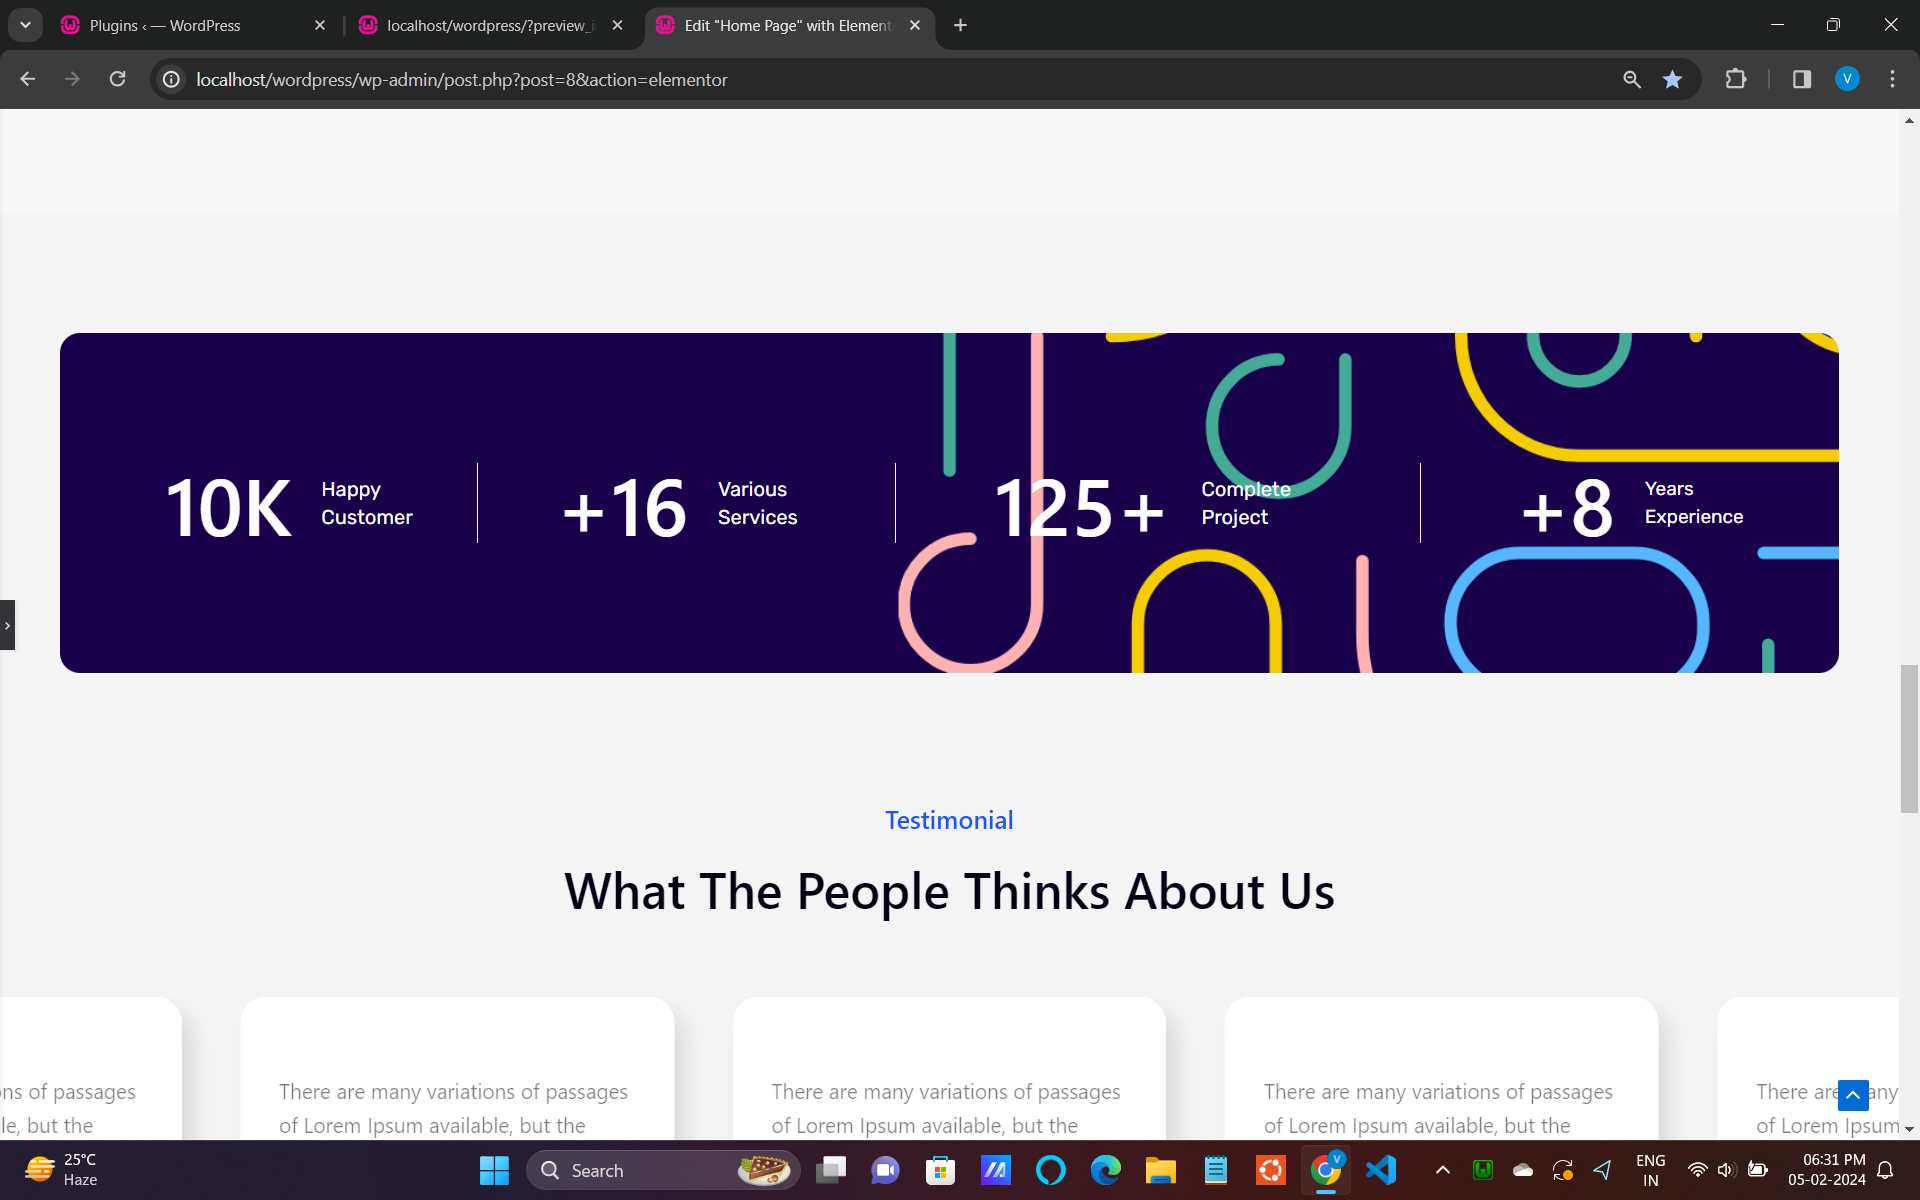 Plugins ‹ — WordPress
localhost/wordpress/?preview_i
Edit "Home Page" with Element
localhost/wordpress/wp-admin/post.php?post=8&action=elementor
V
10K
Happy
Customer
+16
Various
Services
125+
Complete
Project
+8
Years
Experience
Testimonial
What The People Thinks About Us
ns of passages
le, but the
There are many variations of passages
of Lorem Ipsum available, but the
There are many variations of passages
of Lorem Ipsum available, but the
There are many variations of passages
of Lorem Ipsum available, but the
There are any
of Lorem Ipsum
25°C
Haze
Search
V
ENG
IN
06:31 PM
05-02-2024